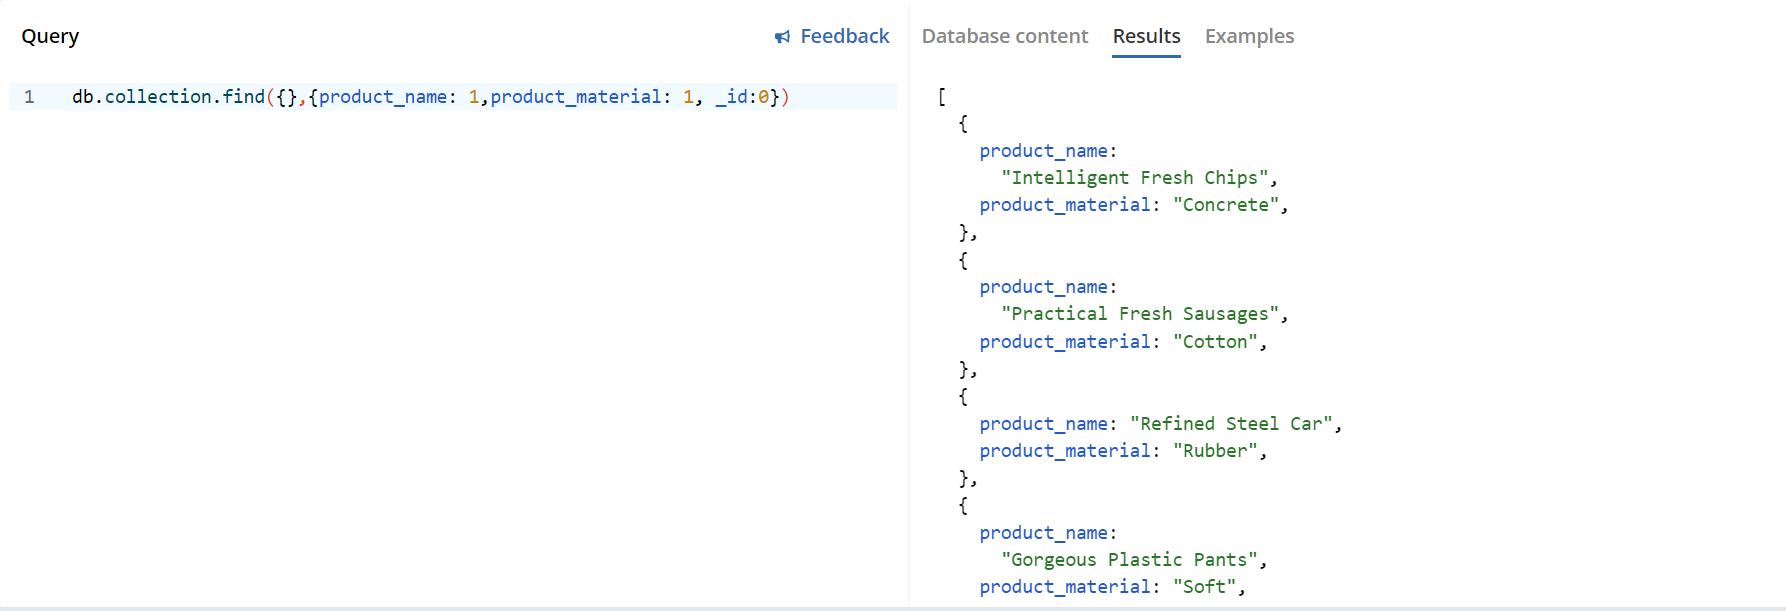 Query
Feedback
1 db.collection.find({},{product_name: 1,product_material: 1, _id:0})
Database content Results Examples
[
{
product_name:
"Intelligent Fresh Chips",
product_material: "Concrete",
},
{
product_name:
"Practical Fresh Sausages",
product_material: "Cotton",
},
{
product_name: "Refined Steel Car",
product_material: "Rubber",
},
{
product_name:
"Gorgeous Plastic Pants",
product_material: "Soft",